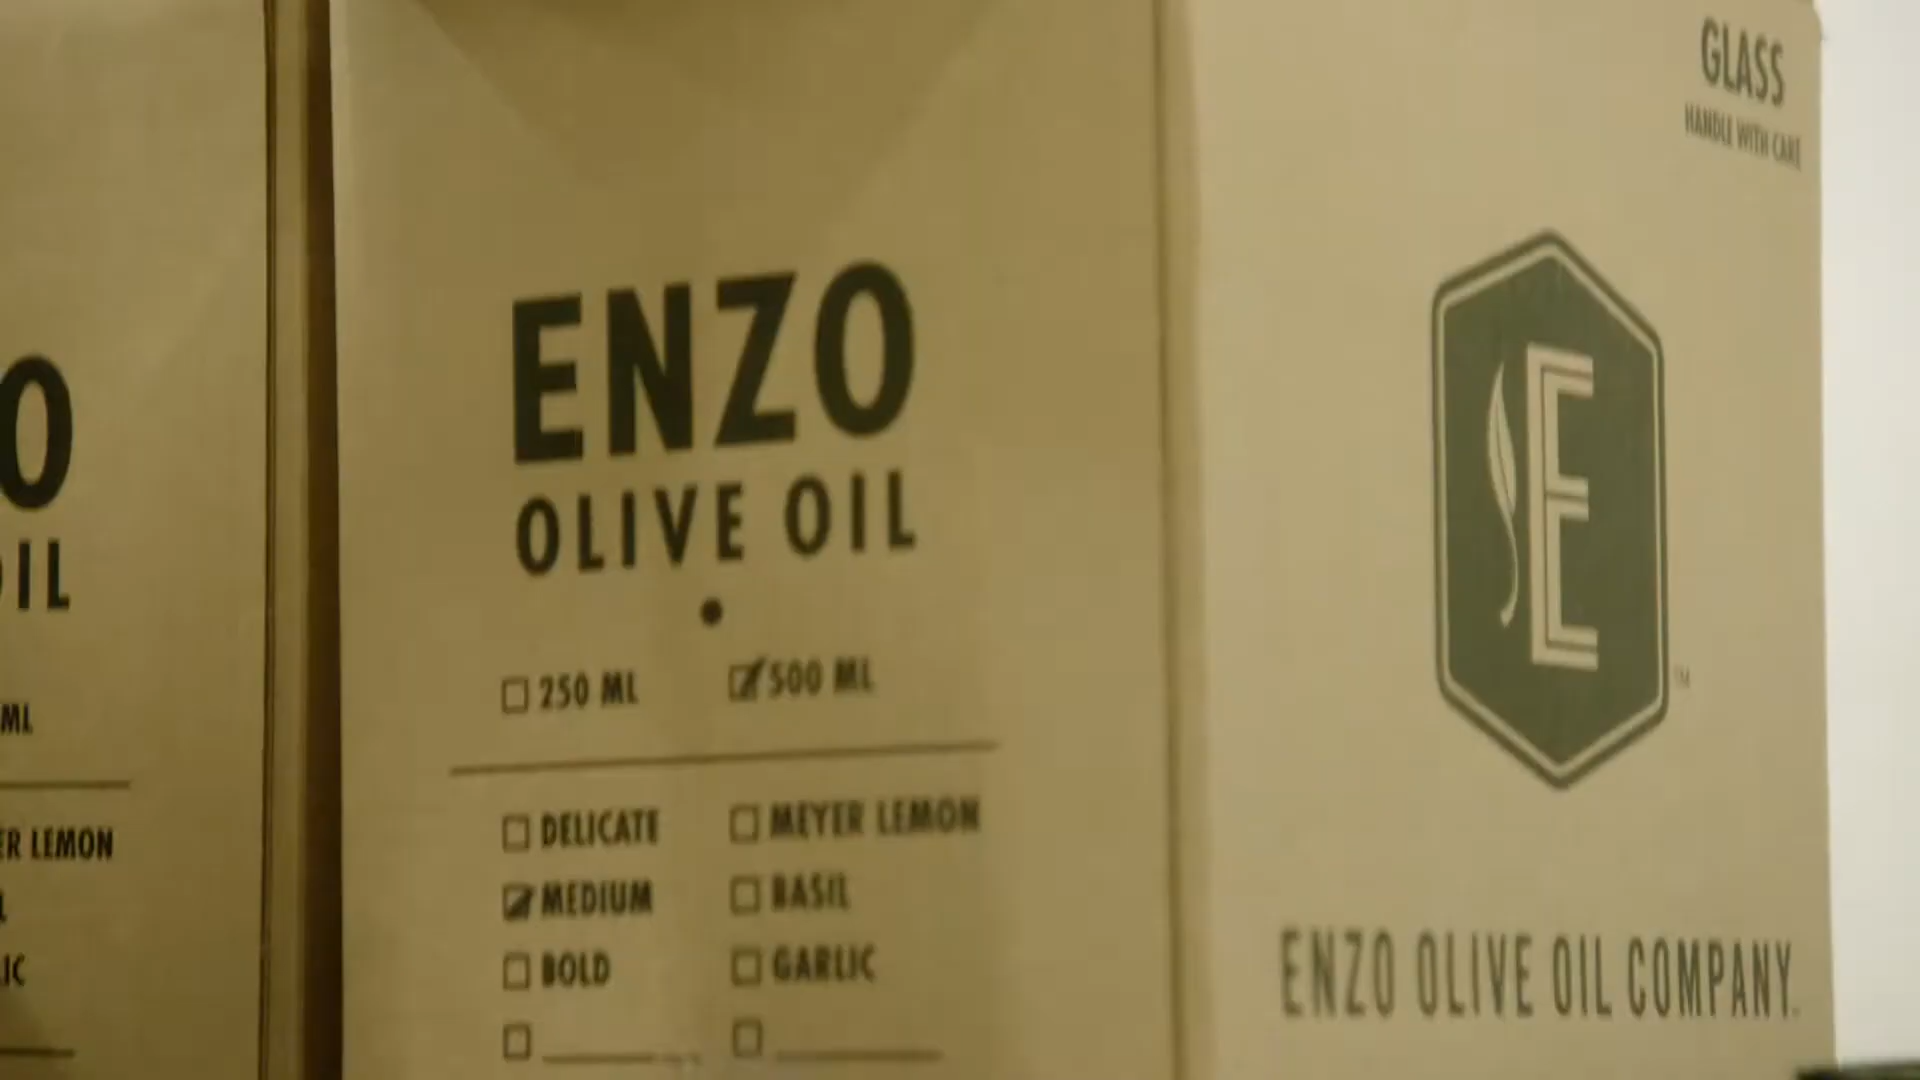 O
OIL
ML
ER LEMON
L
IC
ENZO
OLIVE OIL
250 ML
500 ML
DELICATE
MEYER LEMON
MEDIUM
BASIL
BOLD
GARLIC
GLASS
HANDLE WITH CARE
E
TM
ENZO OLIVE OIL COMPANY.